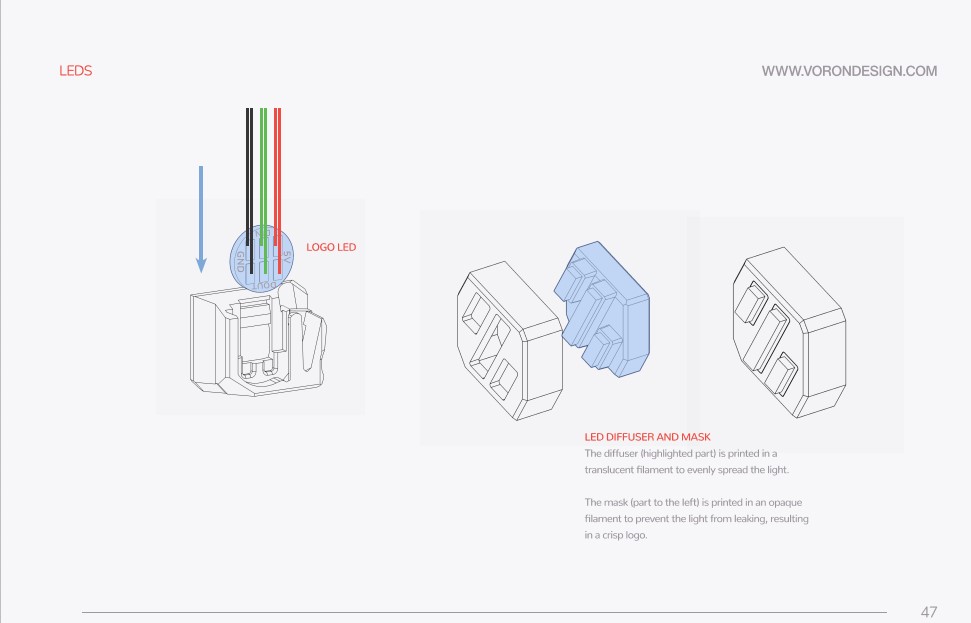 LEDS
WWW.VORONDESIGN.COM
LOGO LED
GND
5V
DOUT
LED DIFFUSER AND MASK
The diffuser (highlighted part) is printed in a
translucent filament to evenly spread the light.
The mask (part to the left) is printed in an opaque
filament to prevent the light from leaking, resulting
in a crisp logo.
47